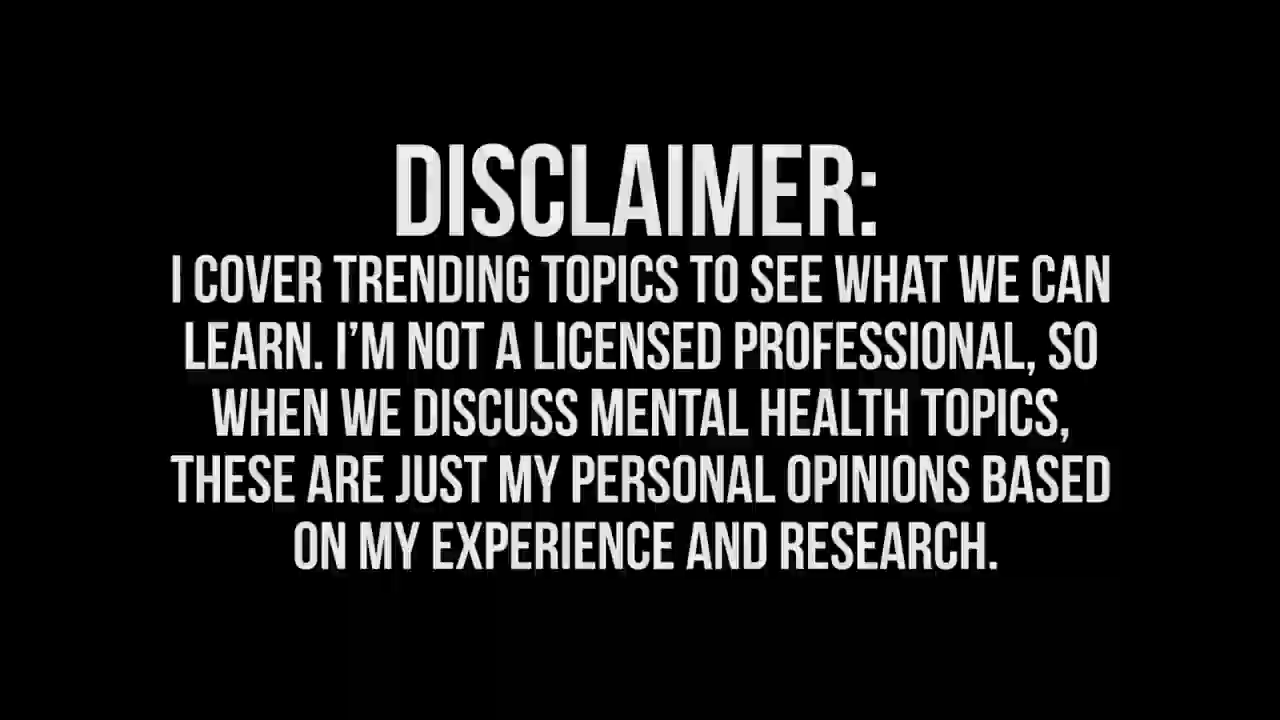 DISCLAIMER:
I COVER TRENDING TOPICS TO SEE WHAT WE CAN
LEARN. I’M NOT A LICENSED PROFESSIONAL, SO
WHEN WE DISCUSS MENTAL HEALTH TOPICS,
THESE ARE JUST MY PERSONAL OPINIONS BASED
ON MY EXPERIENCE AND RESEARCH.